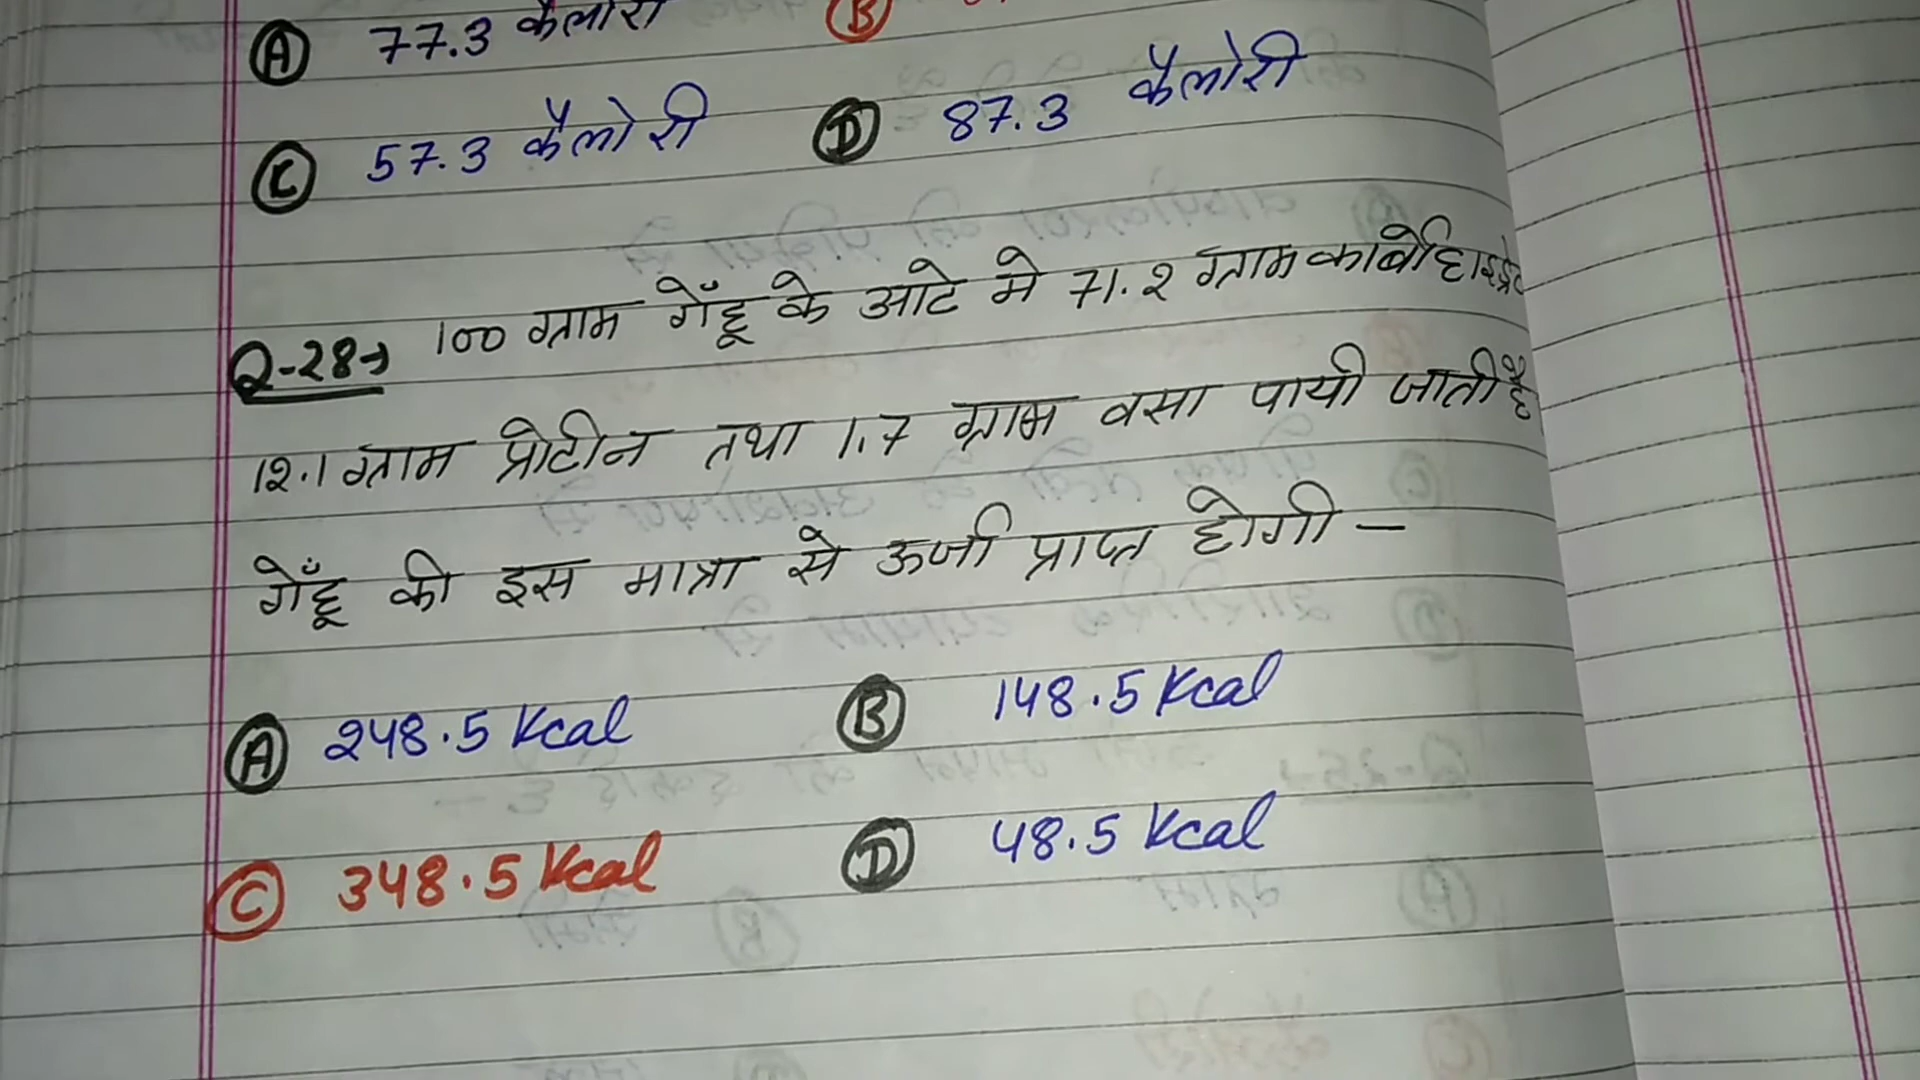 Ⓐ 77.3 कैलोरी Ⓑ
Ⓒ 57.3 कैलोरी Ⓓ 87.3 कैलोरी
Q-28→ 100 ग्राम गेँहू के आटे मे 71.2 ग्राम कार्बोहाइड्रेट
12.1 ग्राम प्रोटीन तथा 1.7 ग्राम वसा पायी जाती है
गेँहू की इस मात्रा से ऊर्जा प्राप्त होगी –
Ⓐ 248.5 Kcal Ⓑ 148.5 Kcal
Ⓒ 348.5 Kcal Ⓓ 48.5 Kcal